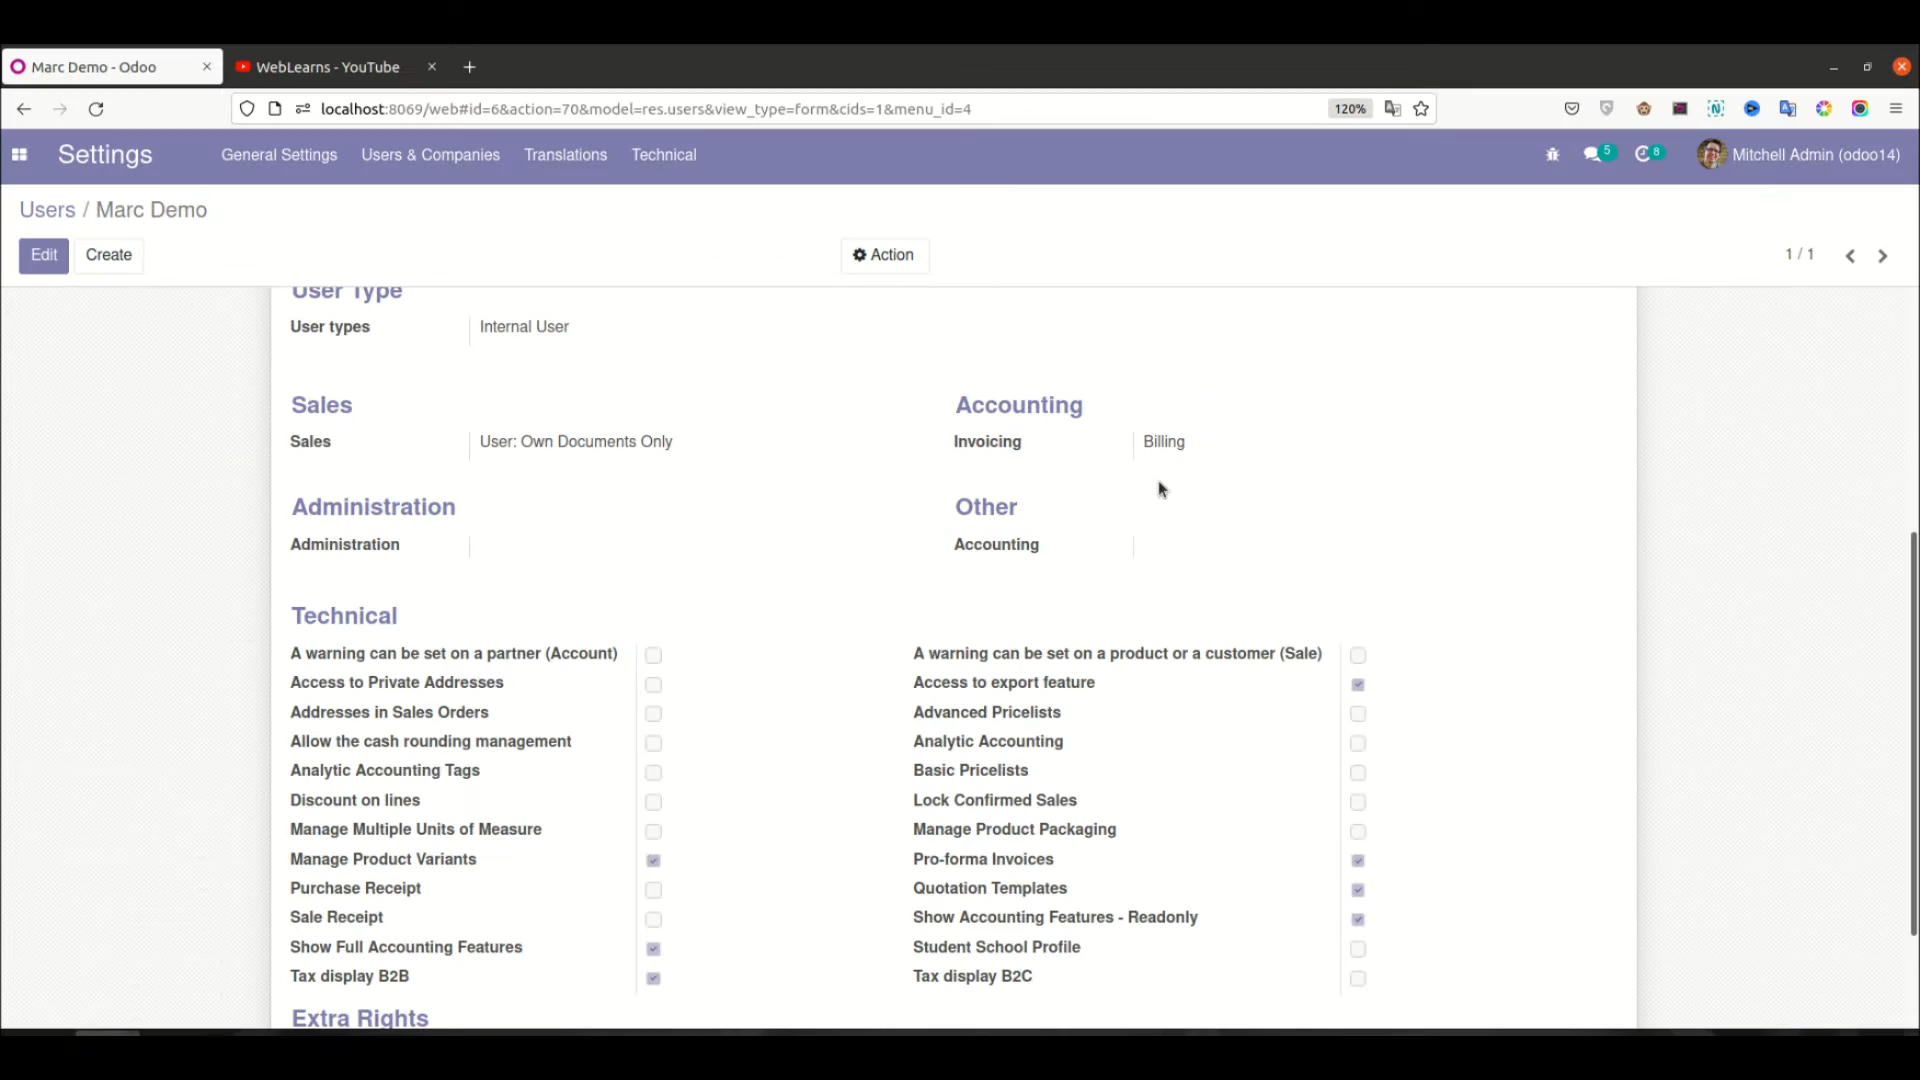 Marc Demo - Odoo
WebLearns - YouTube
localhost:8069/web#id=6&action=70&model=res.users&view_type=form&cids=1&menu_id=4
120%
Settings
General Settings
Users & Companies
Translations
Technical
5
8
Mitchell Admin (odoo14)
Users / Marc Demo
Edit
Create
Action
1 / 1
User Type
User types
Internal User
Sales
Accounting
Sales
User: Own Documents Only
Invoicing
Billing
Administration
Other
Administration
Accounting
Technical
A warning can be set on a partner (Account)
A warning can be set on a product or a customer (Sale)
Access to Private Addresses
Access to export feature
Addresses in Sales Orders
Advanced Pricelists
Allow the cash rounding management
Analytic Accounting
Analytic Accounting Tags
Basic Pricelists
Discount on lines
Lock Confirmed Sales
Manage Multiple Units of Measure
Manage Product Packaging
Manage Product Variants
Pro-forma Invoices
Purchase Receipt
Quotation Templates
Sale Receipt
Show Accounting Features - Readonly
Show Full Accounting Features
Student School Profile
Tax display B2B
Tax display B2C
Extra Rights